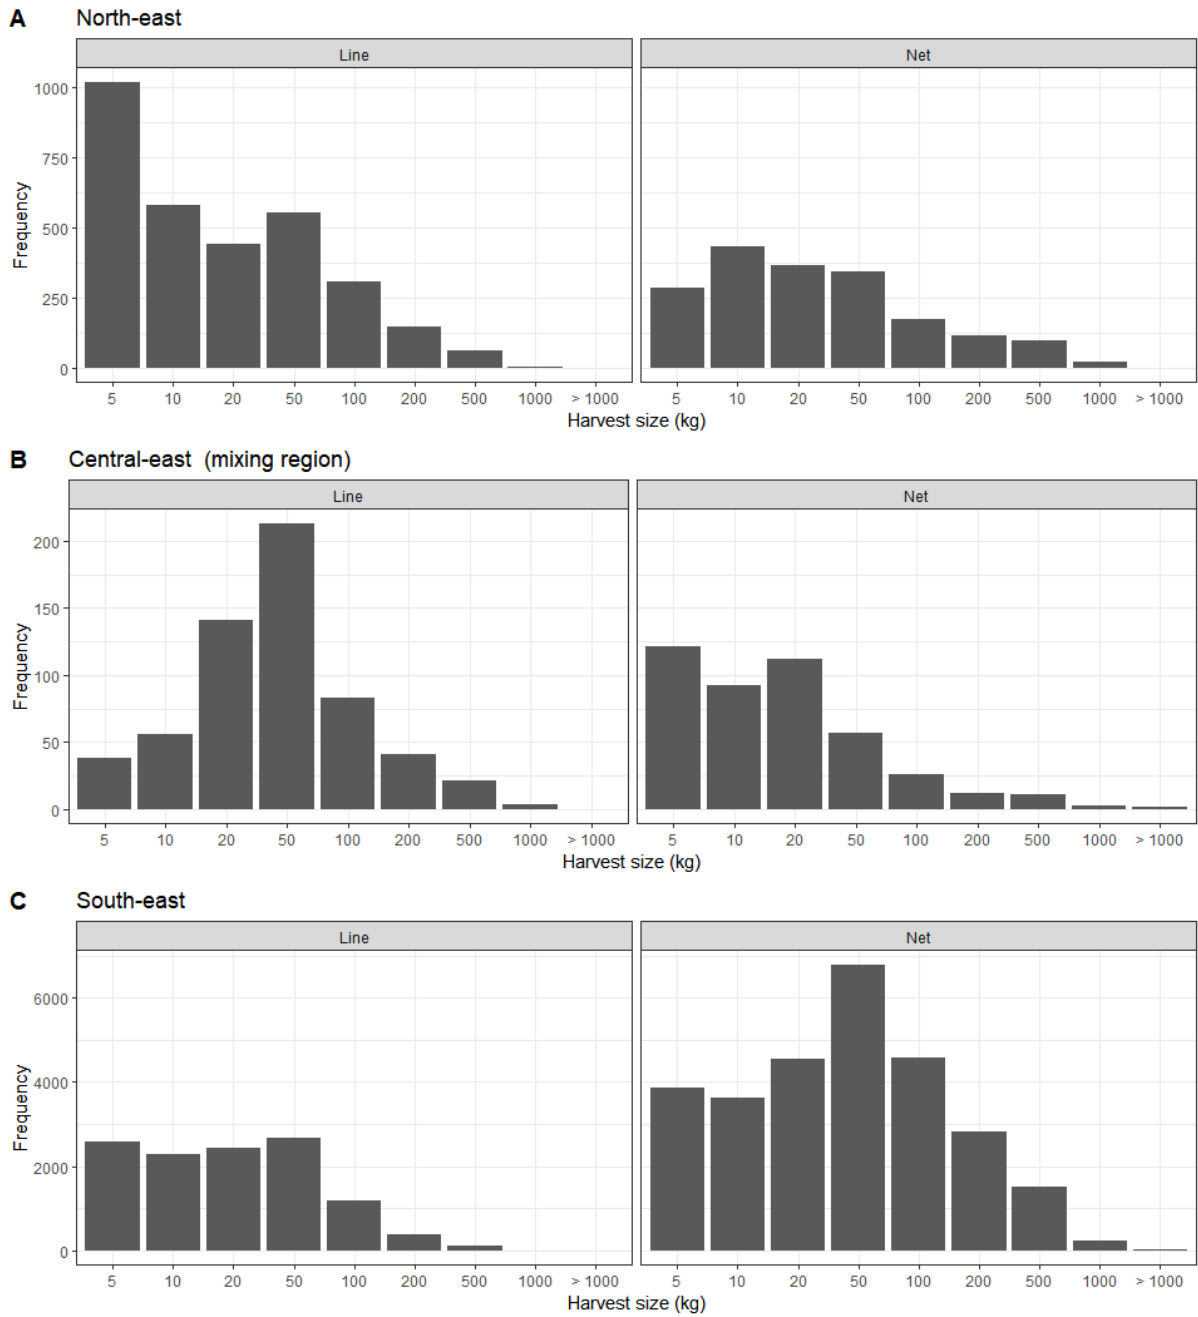 A North-east
Line Net
1000
750
500
250
0
Frequency
5 10 20 50 100 200 500 1000 > 1000 5 10 20 50 100 200 500 1000 > 1000
Harvest size (kg)
B Central-east (mixing region)
Line Net
200
150
100
50
0
Frequency
5 10 20 50 100 200 500 1000 > 1000 5 10 20 50 100 200 500 1000 > 1000
Harvest size (kg)
C South-east
Line Net
6000
4000
2000
0
Frequency
5 10 20 50 100 200 500 1000 > 1000 5 10 20 50 100 200 500 1000 > 1000
Harvest size (kg)